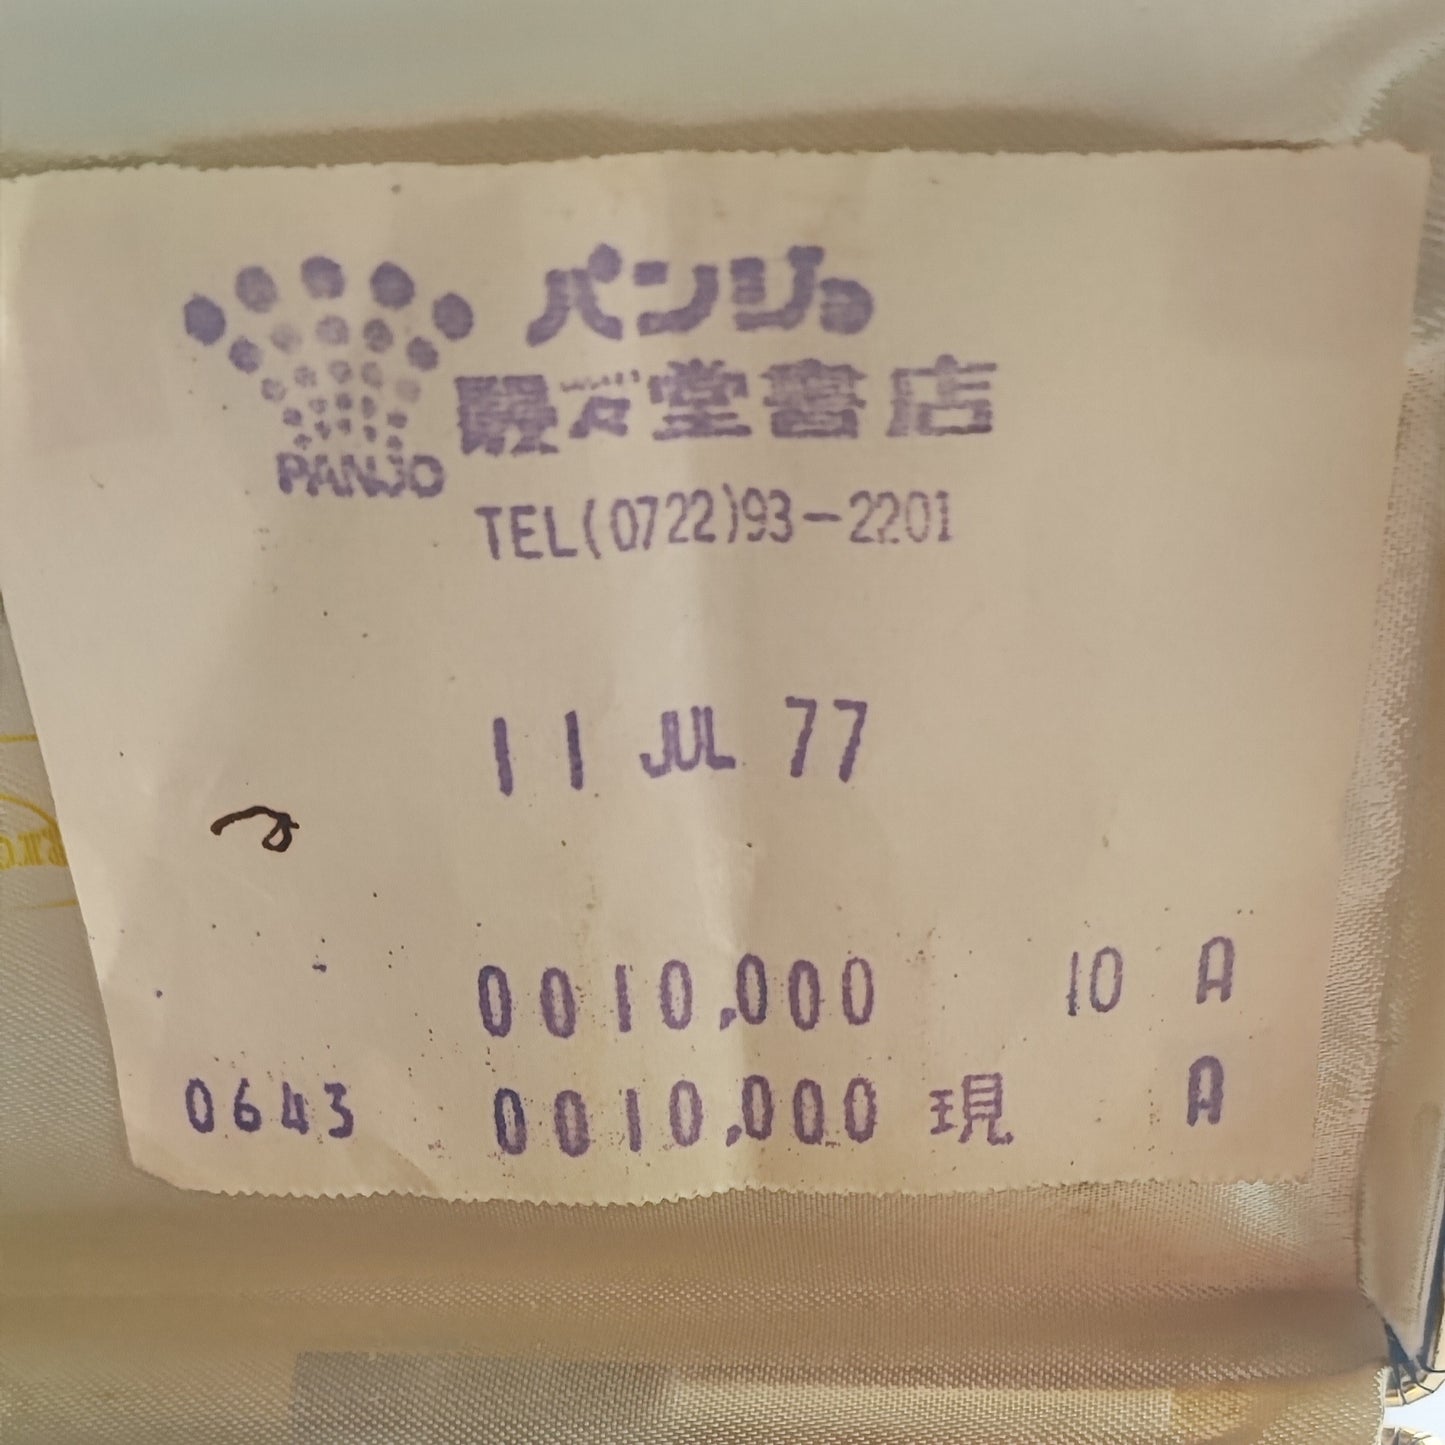 パンジョ
駸々堂書店
PANJO
TEL(0722)93-2201
11 JUL 77
0010,000 10 A
0643 0010,000 現 A